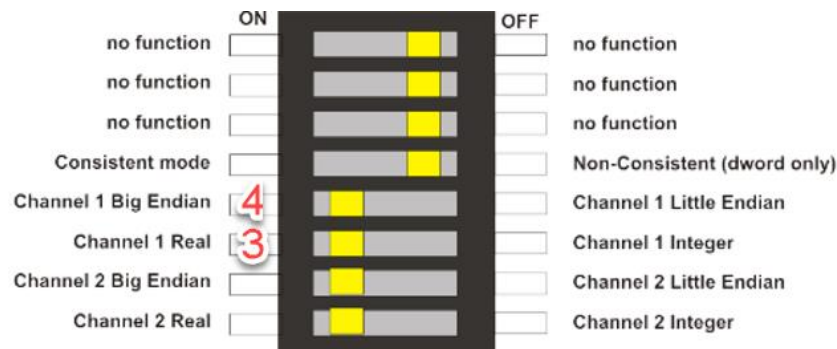 ON OFF
no function no function
no function no function
no function no function
Consistent mode Non-Consistent (dword only)
Channel 1 Big Endian 4 Channel 1 Little Endian
Channel 1 Real 3 Channel 1 Integer
Channel 2 Big Endian Channel 2 Little Endian
Channel 2 Real Channel 2 Integer